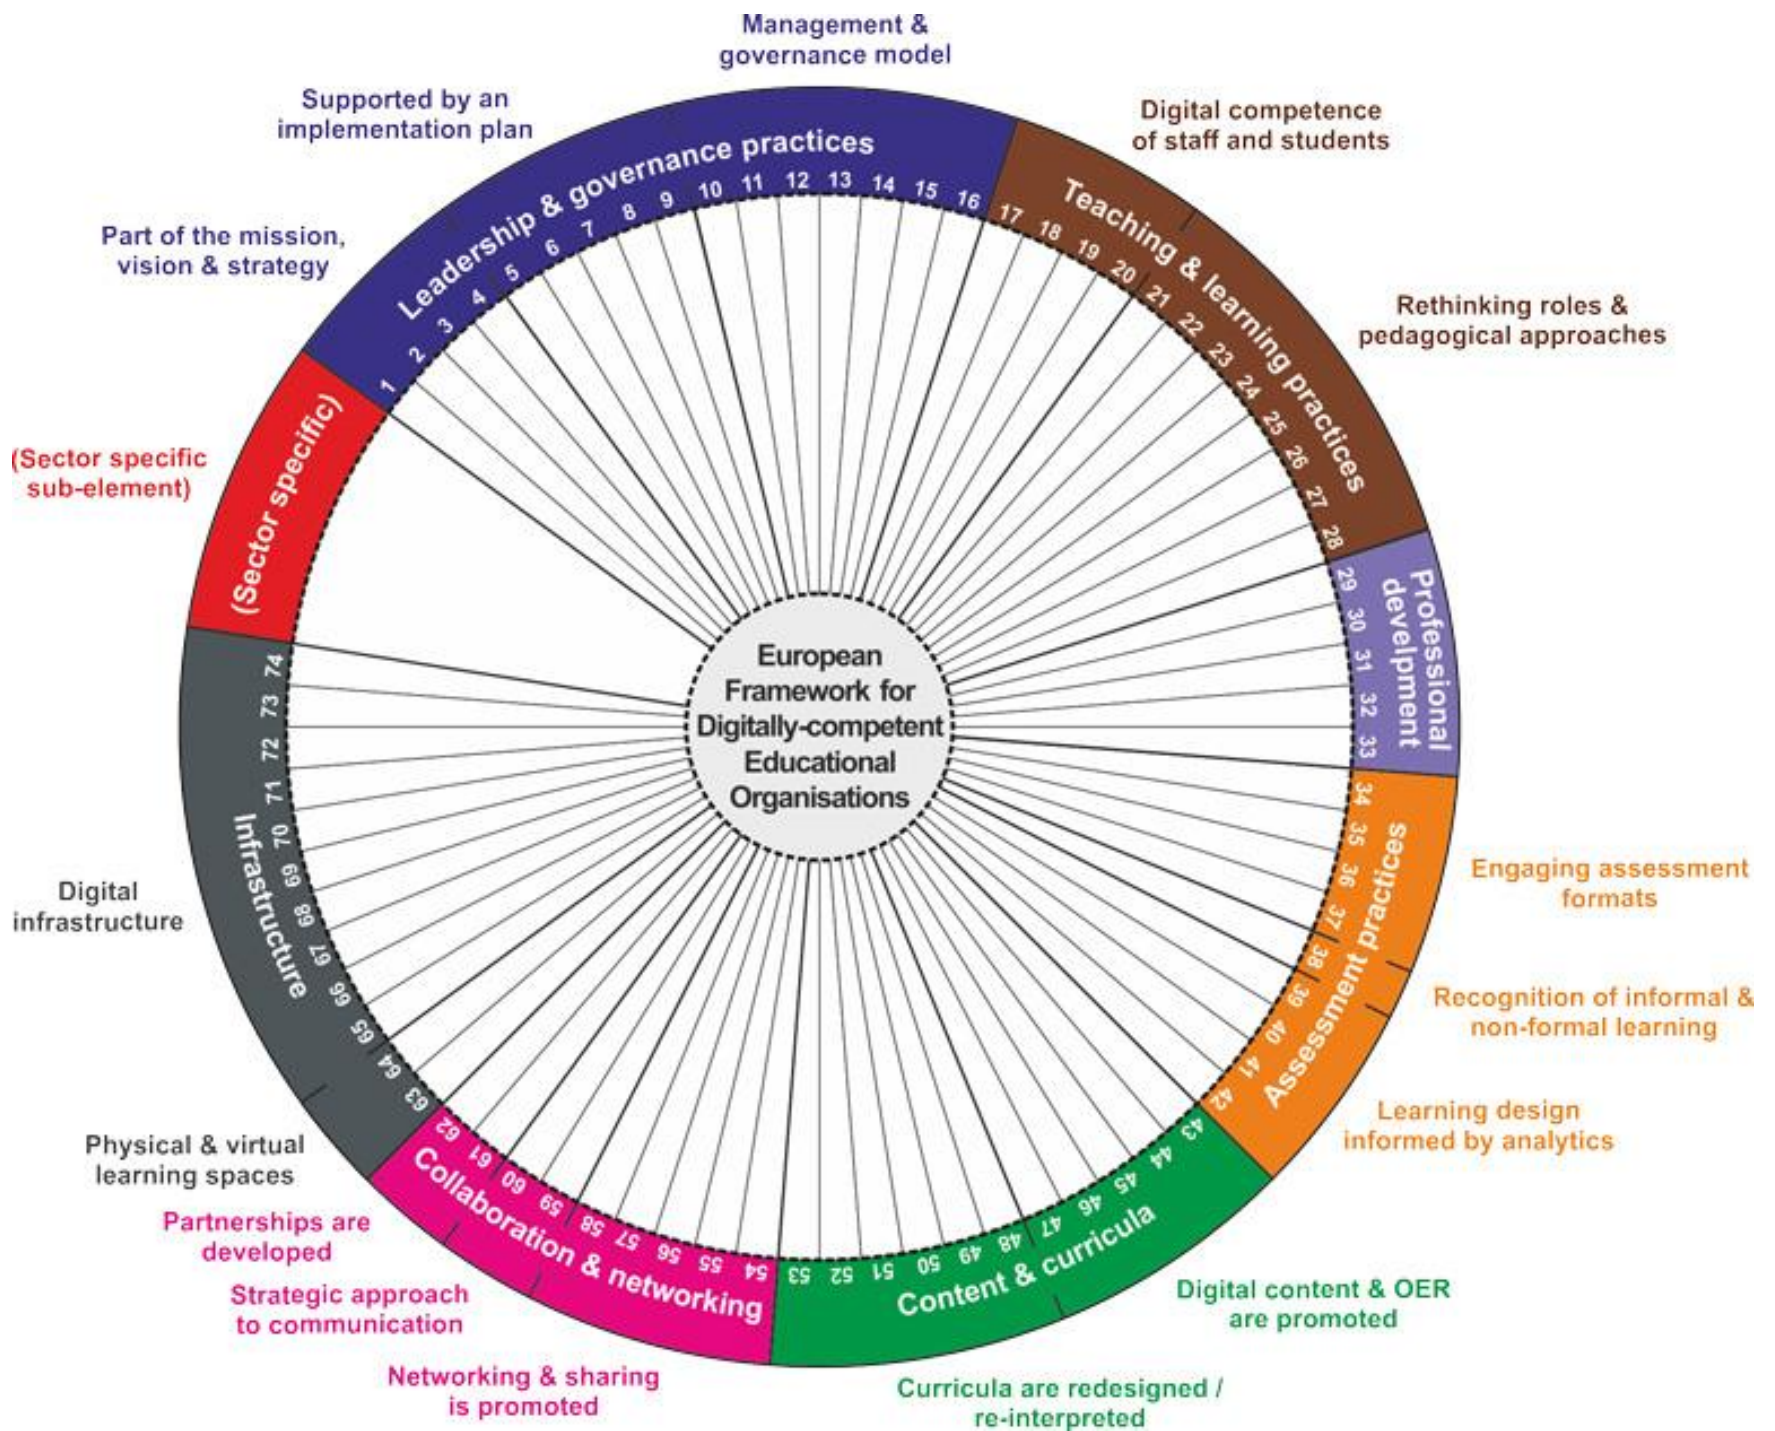 Management &
governance model
Supported by an
implementation plan
Part of the mission,
vision & strategy
(Sector specific
sub-element)
Digital
infrastructure
Physical & virtual
learning spaces
Partnerships are
developed
Strategic approach
to communication
Networking & sharing
is promoted
Curricula are redesigned /
re-interpreted
Digital content & OER
are promoted
Learning design
informed by analytics
Recognition of informal &
non-formal learning
Engaging assessment
formats
Rethinking roles &
pedagogical approaches
Digital competence
of staff and students
Leadership & governance practices
Teaching & learning practices
Professional
develpment
Assessment practices
Content & curricula
Collaboration & networking
Infrastructure
(Sector specific)
1
2
3
4
5
6
7
8
9
10
11
12
13
14
15
16
17
18
19
20
21
22
23
24
25
26
27
28
29
30
31
32
33
34
35
36
37
38
39
40
41
42
43
44
45
46
47
48
49
50
51
52
53
54
55
56
57
58
59
60
61
62
63
64
65
66
67
68
69
70
71
72
73
74
European
Framework for
Digitally-competent
Educational
Organisations